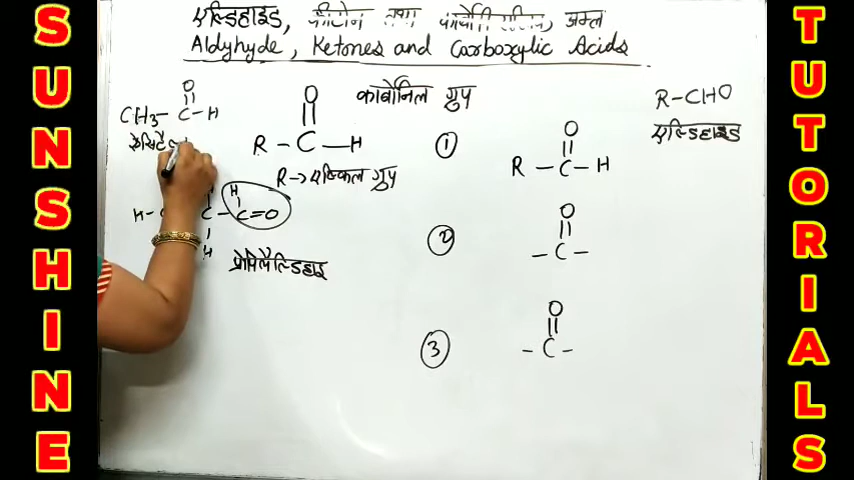 SUNSHINE
एल्डिहाइड, कीटोन तथा अम्ल
Aldyhyde, Ketones and Carboxylic Acids
कार्बोनिल ग्रुप
O
CH3- C-H
O
R - C - H
R→ एल्किल ग्रुप
H
C=O
H
प्रोपिलैल्डिहाइ
① O
R - C - H
② O
- C -
③ O
- C -
R-CHO
एल्डिहाइड
TUTORIALS